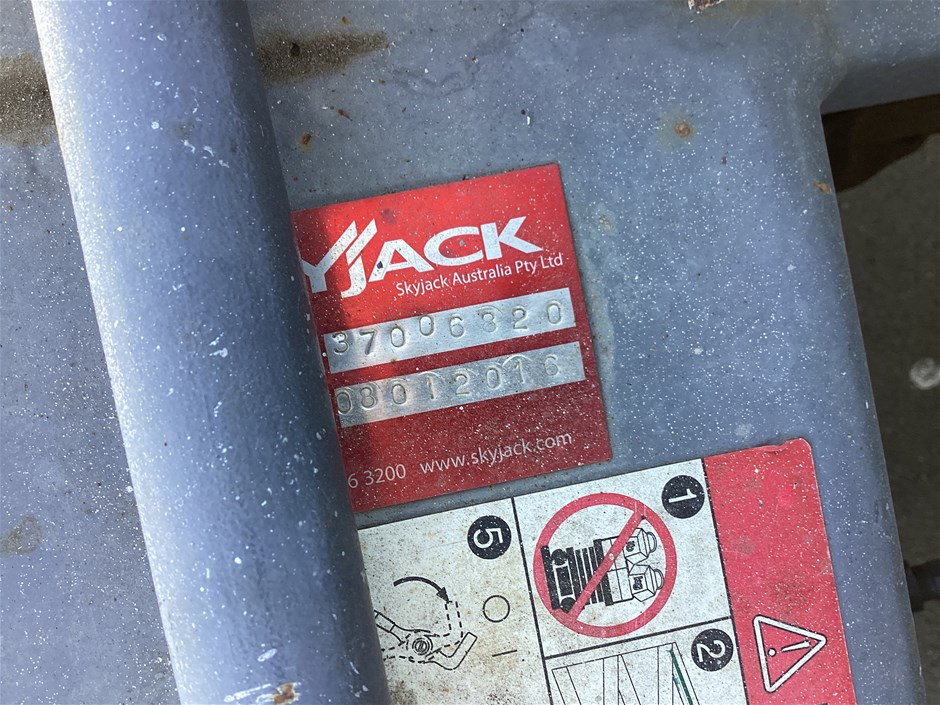 YJACK
Skyjack Australia Pty Ltd
37006320
03012016
6 3200 www.skyjack.com
5
1
2